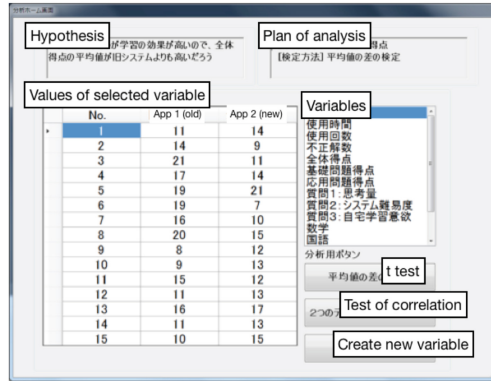 分析ホーム画面
Hypothesis
が学習の効果が高いので、全体
得点の平均値が旧システムよりも高いだろう
Plan of analysis
得点
【検定方法】平均値の差の検定
Values of selected variable
No. App 1 (old) App 2 (new)
1 11 14
2 14 9
3 21 11
4 17 14
5 19 21
6 19 7
7 16 10
8 20 15
9 8 12
10 9 13
11 15 12
12 11 13
13 16 17
14 11 13
15 10 15
Variables
使用時間
使用回数
不正解数
全体得点
基礎問題得点
応用問題得点
質問1：思考量
質問2：システム難易度
質問3：自宅学習意欲
数学
国語
分析用ボタン
平均値の差の
t test
2つの
Test of correlation
Create new variable